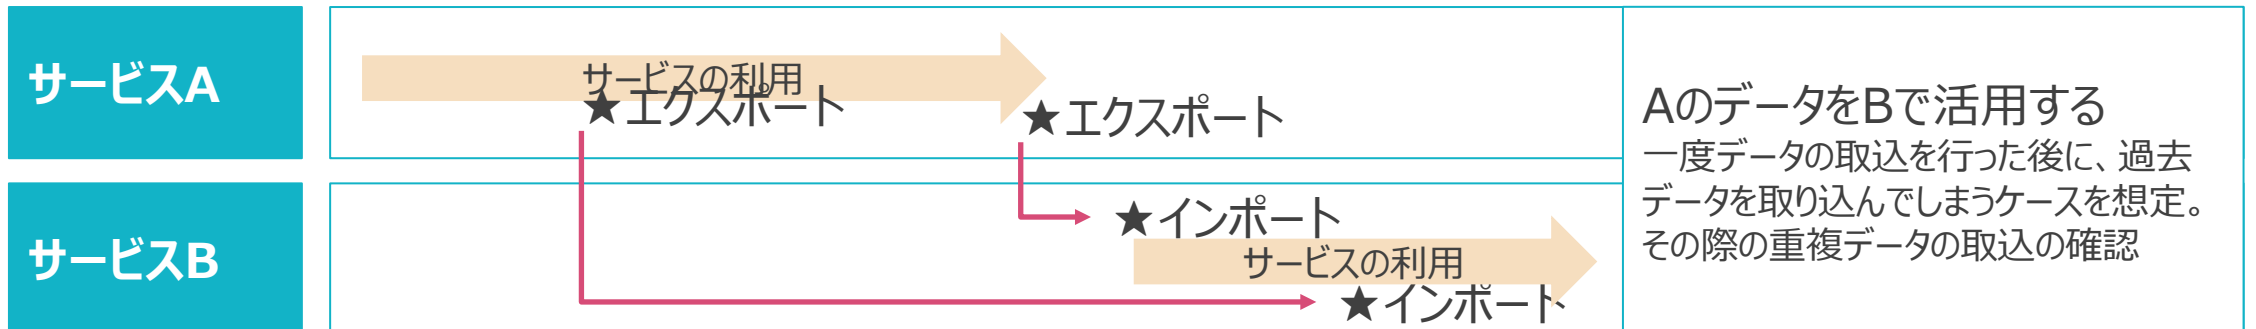 サービスA
サービスの利用
★エクスポート
★エクスポート
AのデータをBで活用する
一度データの取込を行った後に、過去
データを取り込んでしまうケースを想定。
その際の重複データの取込の確認
サービスB
★インポート
サービスの利用
★インポート